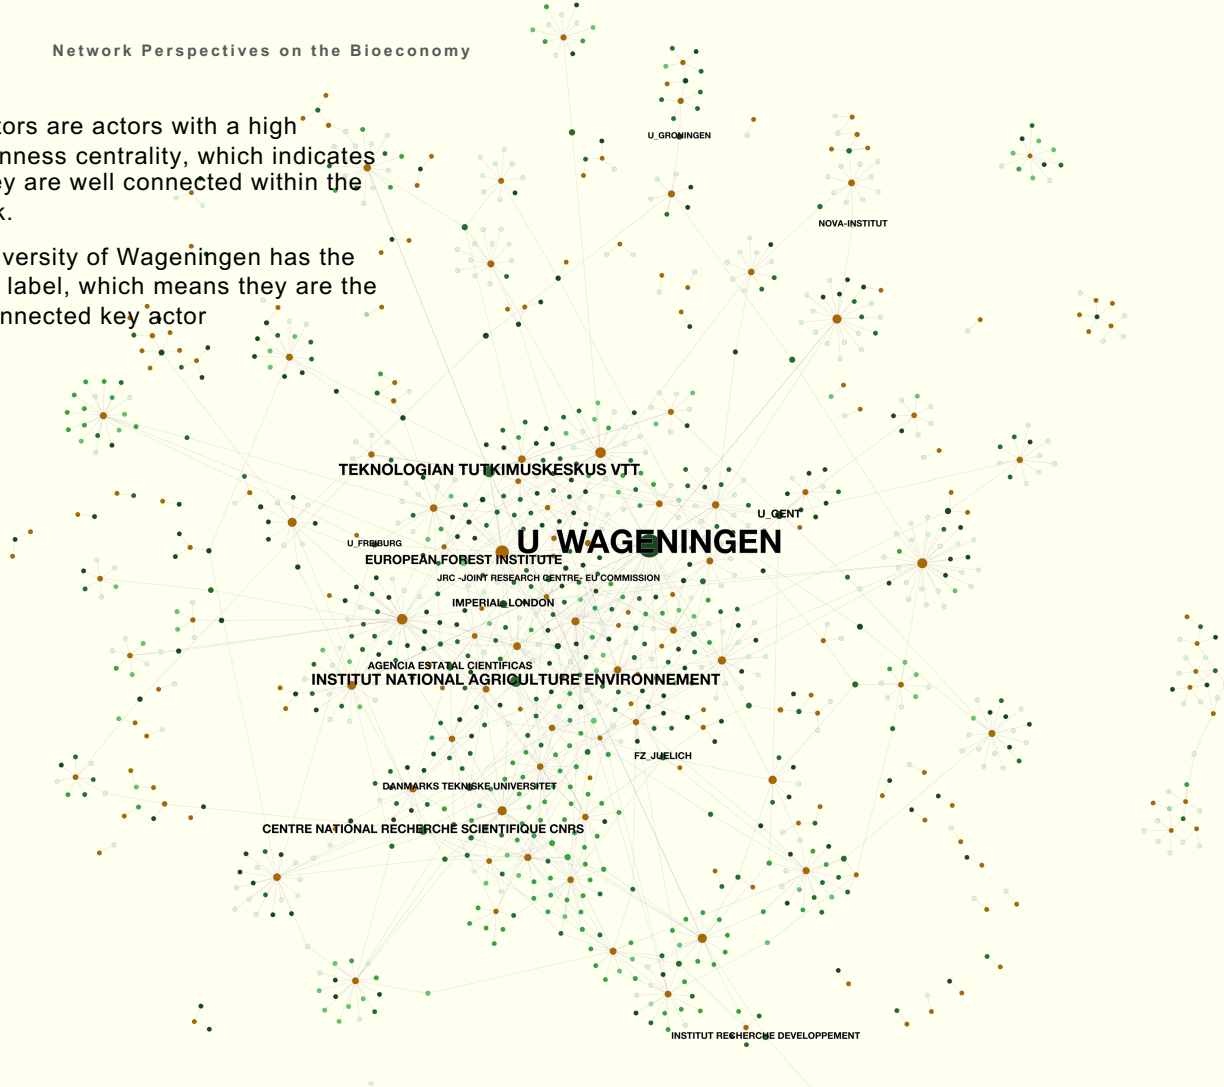 Network Perspectives on the Bioeconomy
tors are actors with a high
nness centrality, which indicates
ey are well connected within the
k.
versity of Wageningen has the
label, which means they are the
nnected key actor
U_GRONINGEN
NOVA-INSTITUT
TEKNOLOGIAN TUTKIMUSKESKUS VTT
U_GENT
U_WAGENINGEN
U_FREIBURG
EUROPEAN FOREST INSTITUTE
JRC -JOINT RESEARCH CENTRE- EU COMMISSION
IMPERIAL_LONDON
AGENCIA ESTATAL CIENTIFICAS
INSTITUT NATIONAL AGRICULTURE ENVIRONNEMENT
FZ_JUELICH
DANMARKS TEKNISKE UNIVERSITET
CENTRE NATIONAL RECHERCHE SCIENTIFIQUE CNRS
INSTITUT RECHERCHE DEVELOPPEMENT